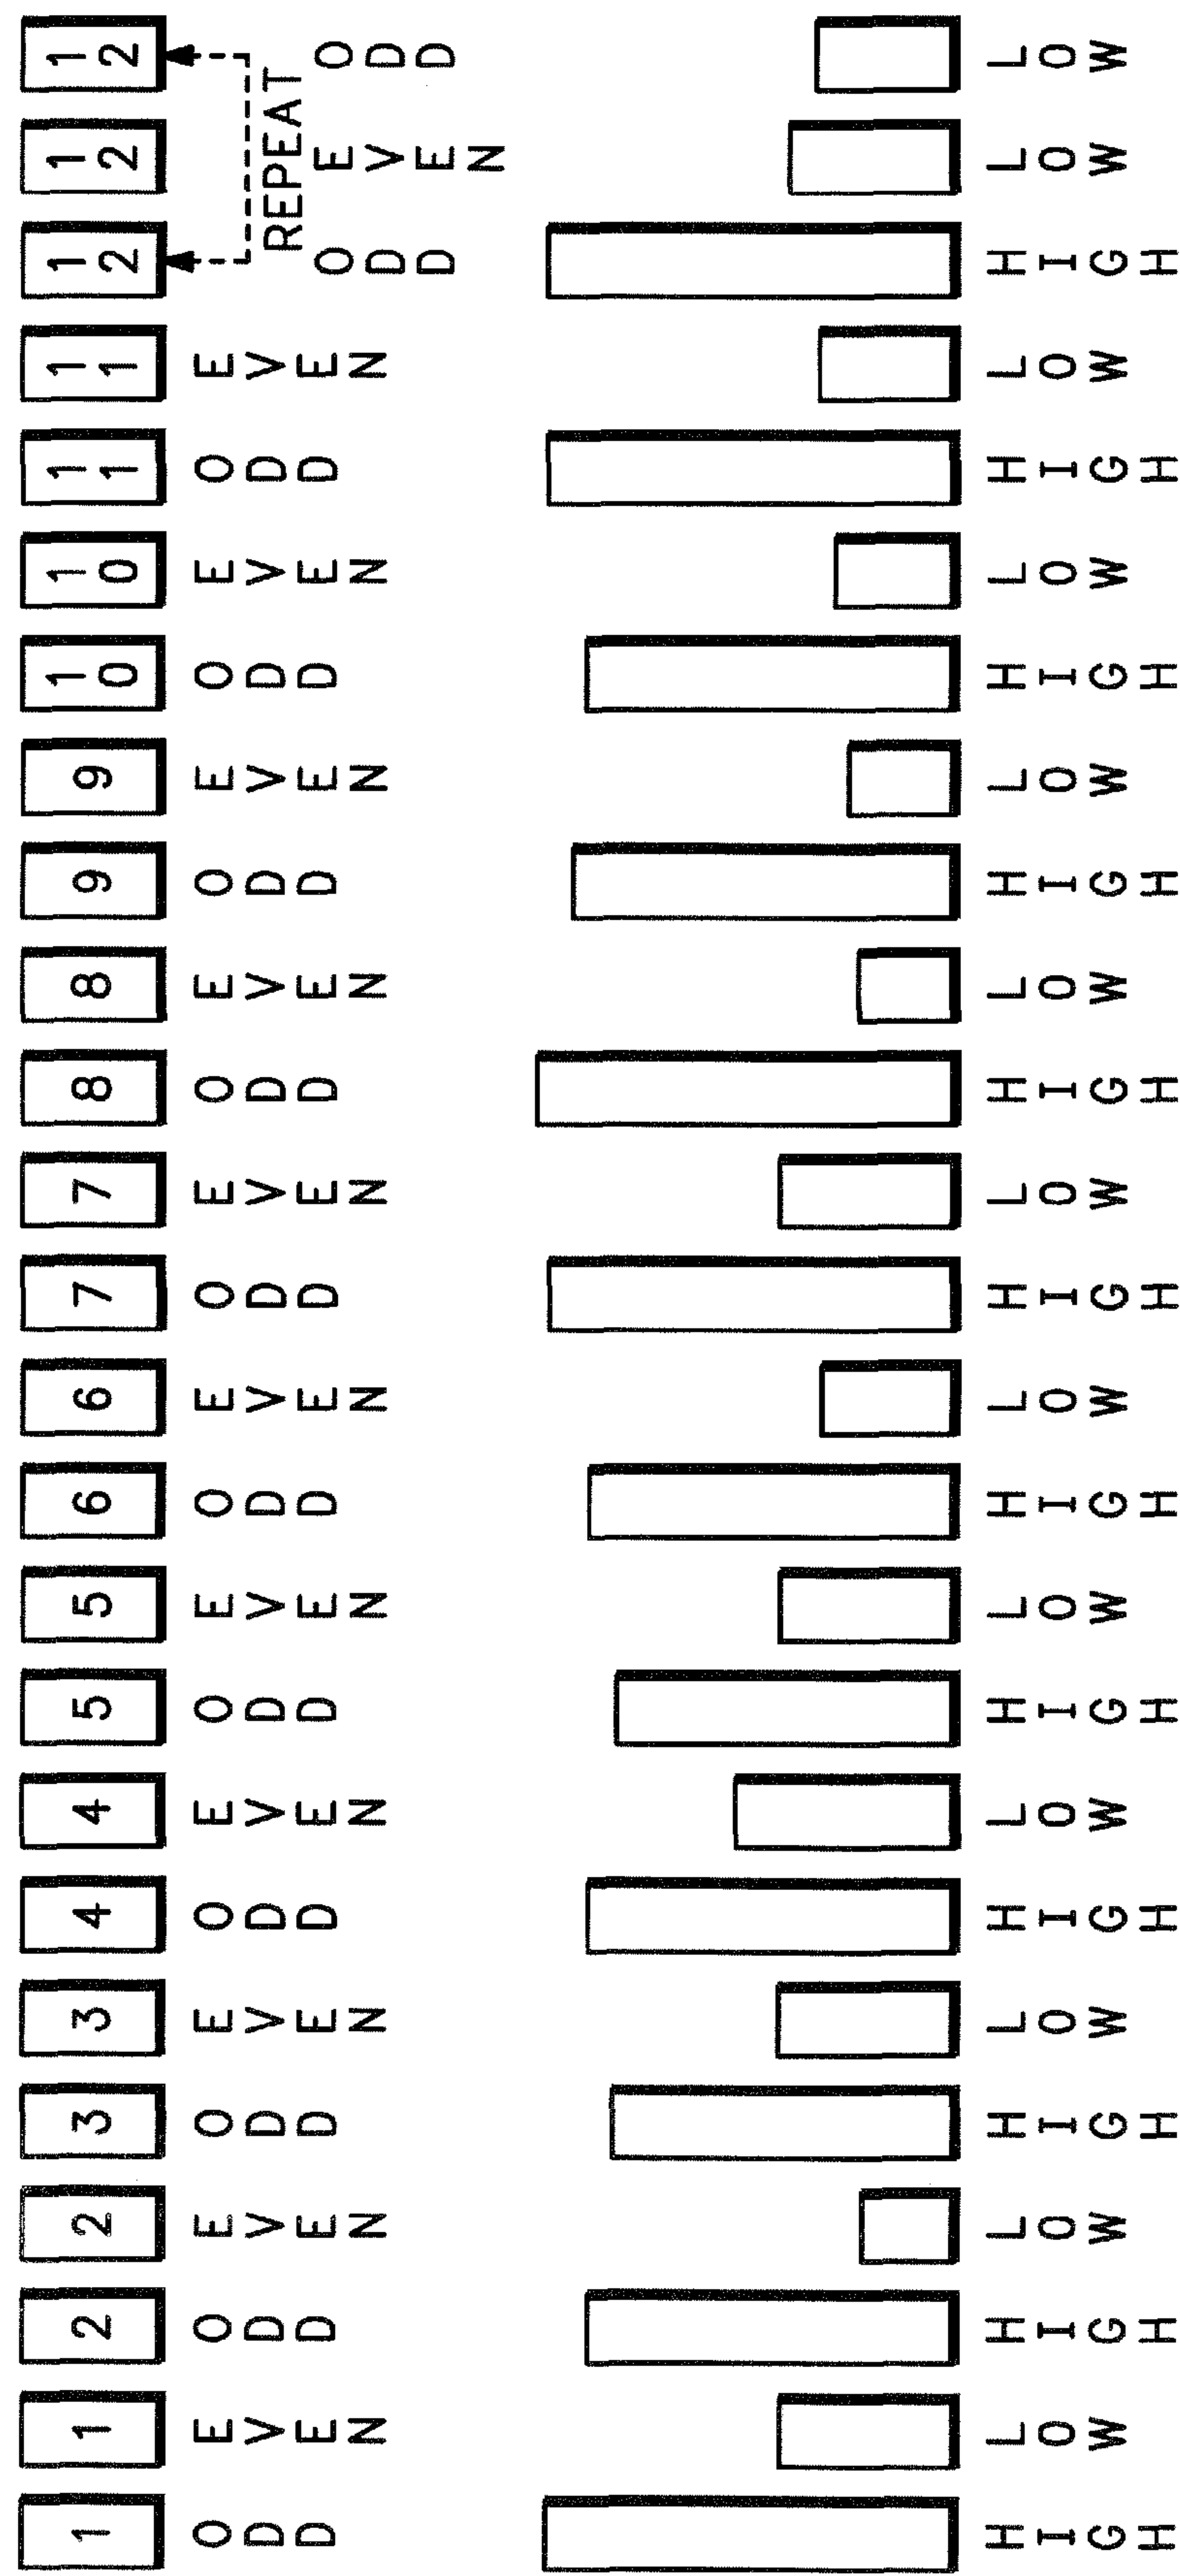 1 1 2 2 3 3 4 4 5 5 6 6 7 7 8 8 9 9 10 10 11 11 12 12 12
ODD EVEN ODD EVEN ODD EVEN ODD EVEN ODD EVEN ODD EVEN ODD EVEN ODD EVEN ODD EVEN ODD EVEN ODD EVEN
REPEAT
ODD EVEN ODD
HIGH LOW HIGH LOW HIGH LOW HIGH LOW HIGH LOW HIGH LOW HIGH LOW HIGH LOW HIGH LOW HIGH LOW HIGH LOW HIGH LOW LOW